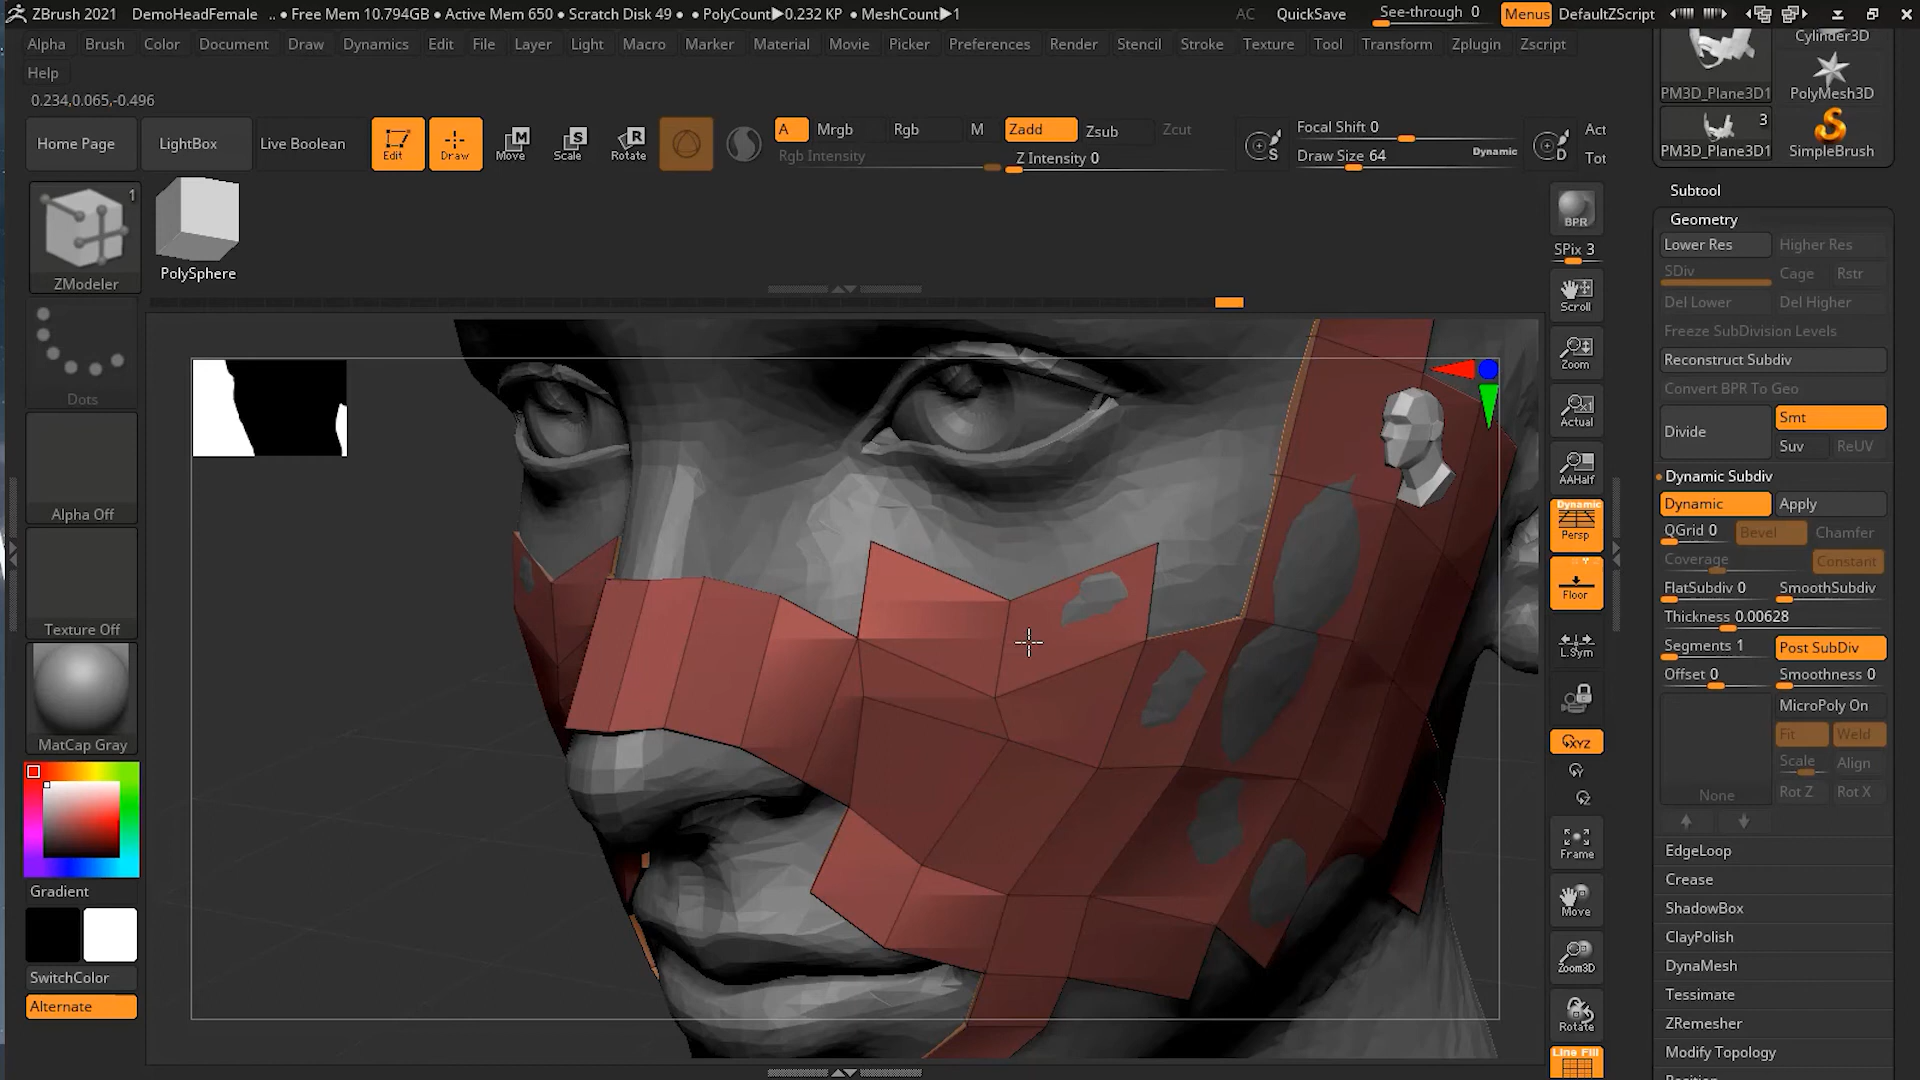 ZBrush 2021 DemoHeadFemale .. ● Free Mem 10.794GB ● Active Mem 650 ● Scratch Disk 49 ● ● PolyCount▶0.232 KP ● MeshCount▶1 AC QuickSave See-through 0 Menus DefaultZScript
Alpha Brush Color Document Draw Dynamics Edit File Layer Light Macro Marker Material Movie Picker Preferences Render Stencil Stroke Texture Tool Transform Zplugin Zscript
Help
0.234,0.065,-0.496
Home Page LightBox Live Boolean Edit Draw Move Scale Rotate
M S R
A Mrgb Rgb M Zadd Zsub Zcut
Rgb Intensity Z Intensity 0
S Focal Shift 0 D Act
Draw Size 64 Dynamic Tot
1
ZModeler
PolySphere
Dots
Alpha Off
Texture Off
MatCap Gray
Gradient
SwitchColor
Alternate
BPR
SPix 3
Scroll
Zoom
Actual
AAHalf
Dynamic
Persp
Floor
L.Sym
XYZ
Y
Z
Frame
Move
Zoom3D
Rotate
Line Fill
Cylinder3D
PM3D_Plane3D1 PolyMesh3D
3
PM3D_Plane3D1 SimpleBrush
Subtool
Geometry
Lower Res Higher Res
SDiv Cage Rstr
Del Lower Del Higher
Freeze SubDivision Levels
Reconstruct Subdiv
Convert BPR To Geo
Divide Smt
Suv ReUV
Dynamic Subdiv
Dynamic Apply
QGrid 0 Bevel Chamfer
Coverage Constant
FlatSubdiv 0 SmoothSubdiv
Thickness 0.00628
Segments 1 Post SubDiv
Offset 0 Smoothness 0
MicroPoly On
Fit Weld
Scale Align
None Rot Z Rot X
EdgeLoop
Crease
ShadowBox
ClayPolish
DynaMesh
Tessimate
ZRemesher
Modify Topology